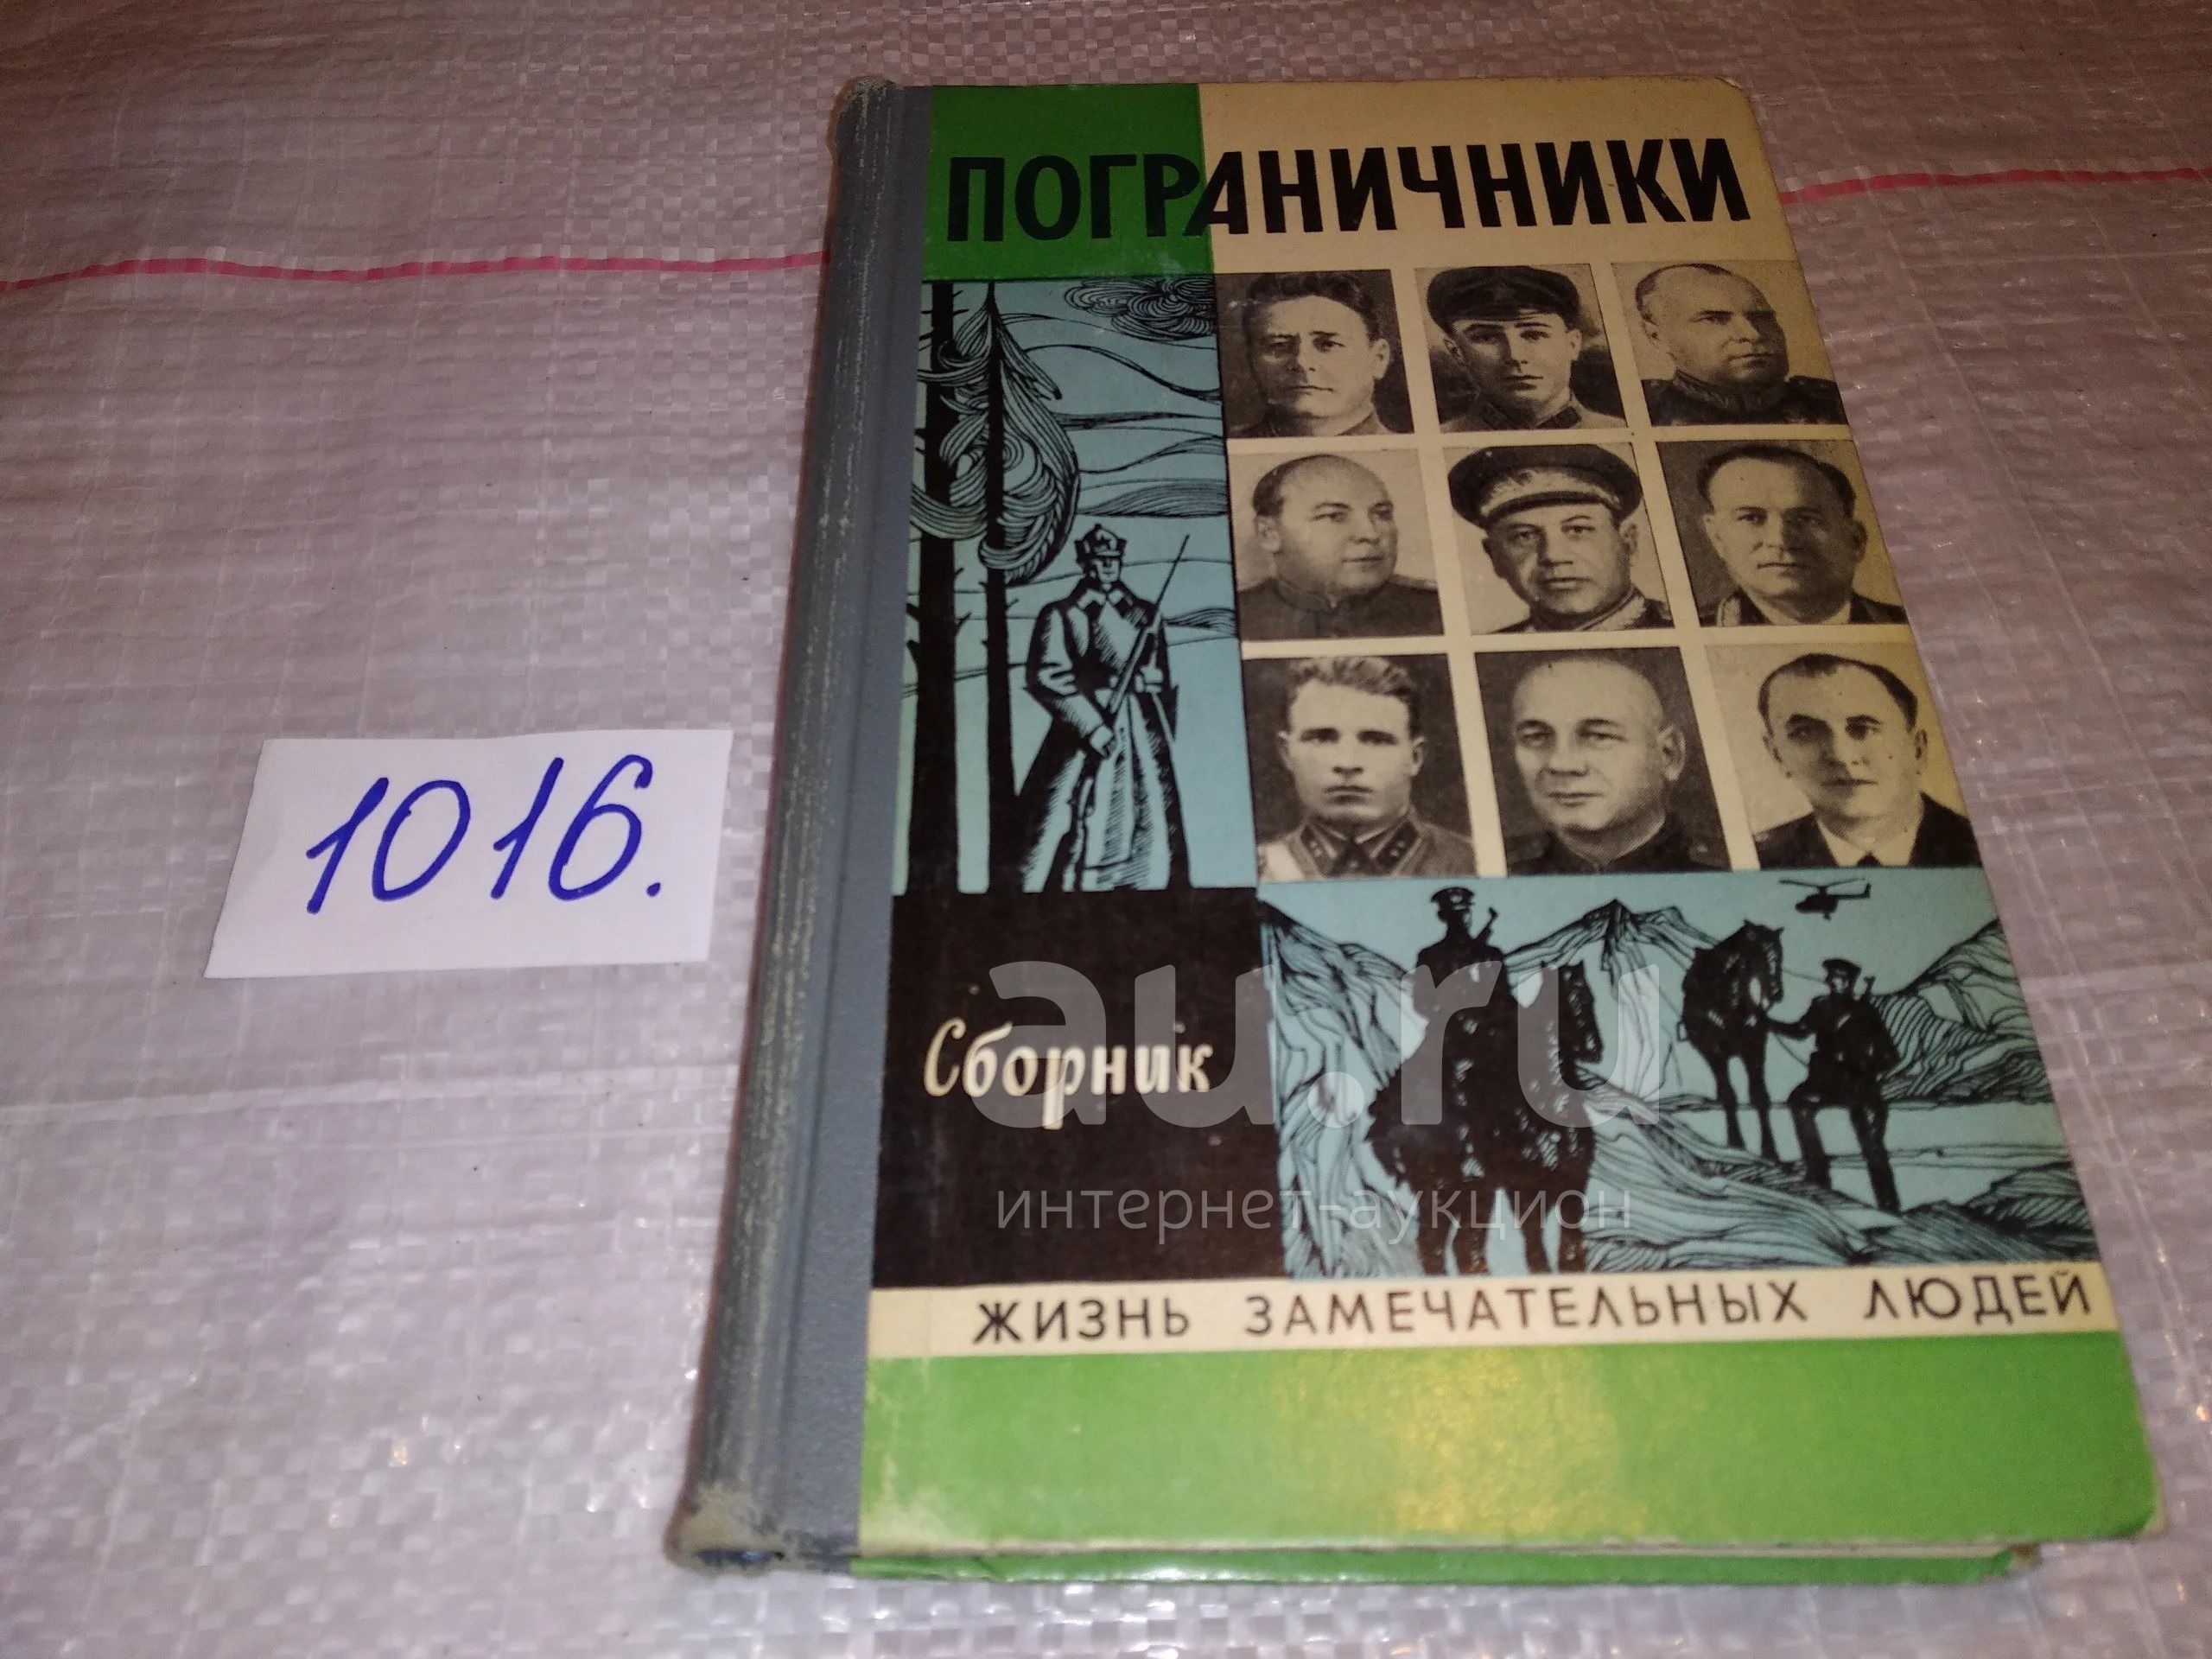 ПОГРАНИЧНИКИ
1016.
Сборник
au.ru
интернет-аукцион
ЖИЗНЬ ЗАМЕЧАТЕЛЬНЫХ ЛЮДЕЙ